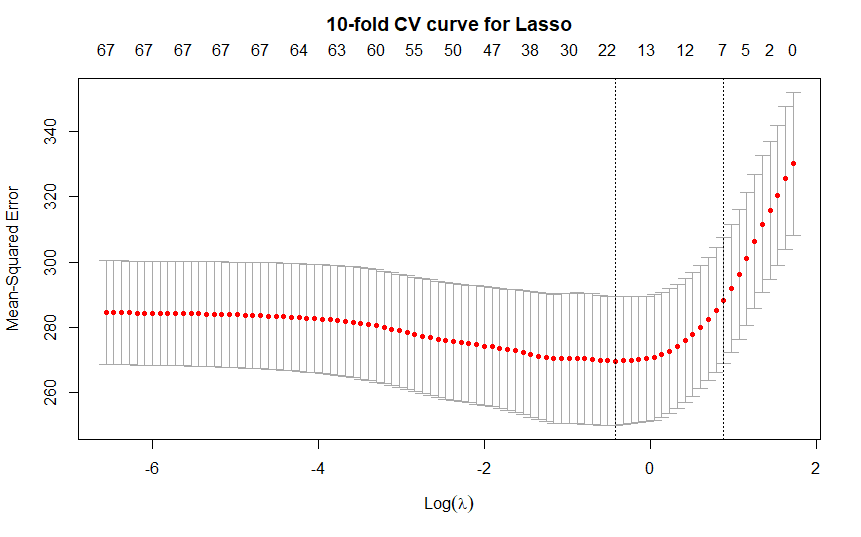 10-fold CV curve for Lasso
67 67 67 67 67 64 63 60 55 50 47 38 30 22 13 12 7 5 2 0
340
320
300
280
260
Mean-Squared Error
-6 -4 -2 0 2
Log(λ)